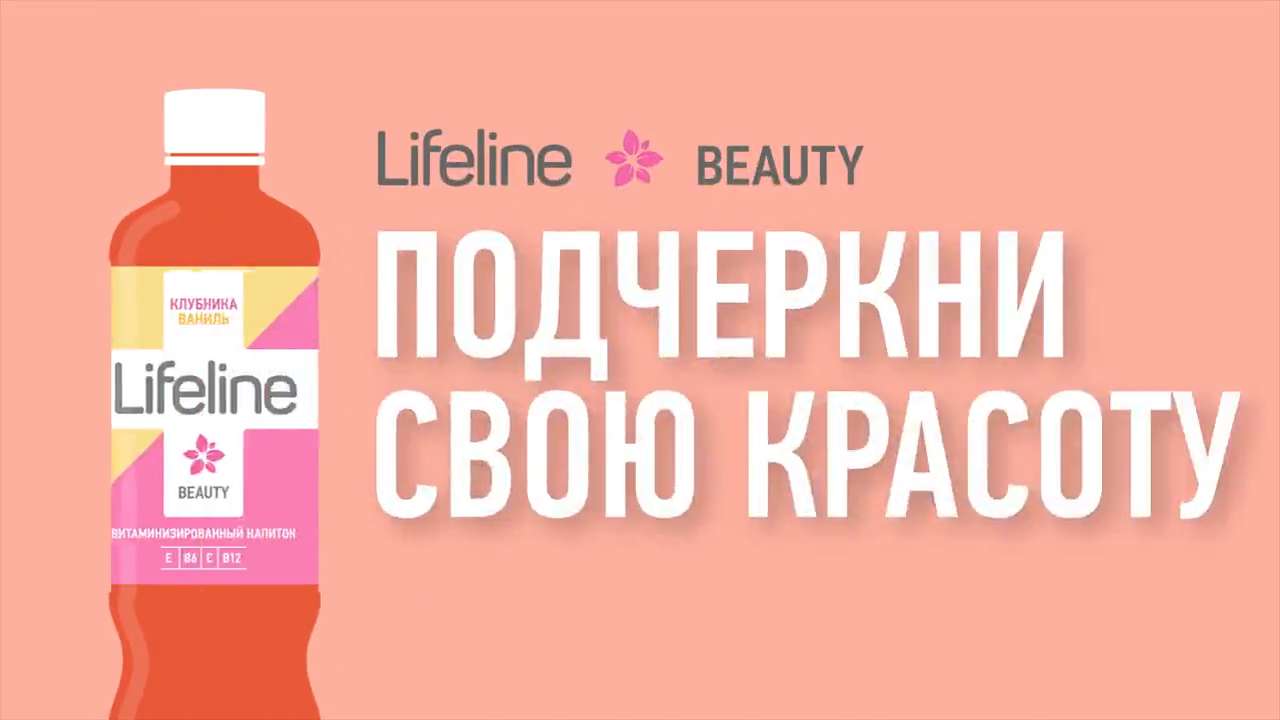 Lifeline BEAUTY
ПОДЧЕРКНИ
СВОЮ КРАСОТУ
КЛУБНИКА
ВАНИЛЬ
Lifeline
BEAUTY
ВИТАМИНИЗИРОВАННЫЙ НАПИТОК
E B6 C B12